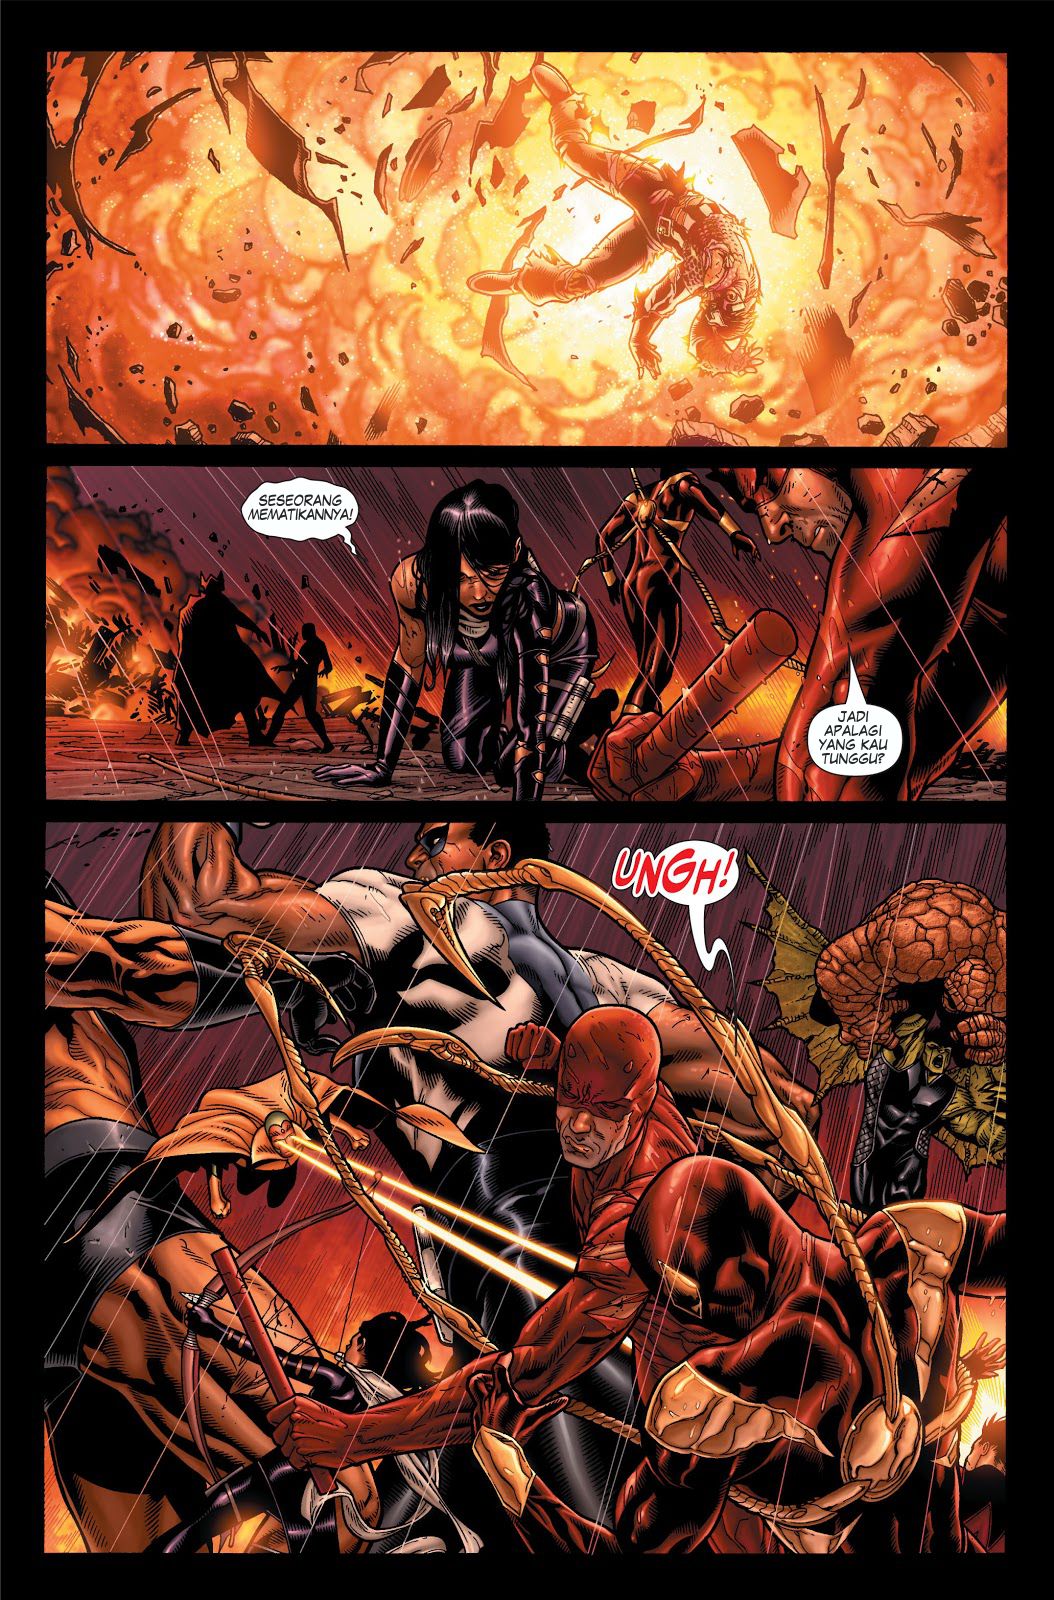 SESEORANG
MEMATIKANNYA!
JADI
APALAGI
YANG KAU
TUNGGU?
UNGH!